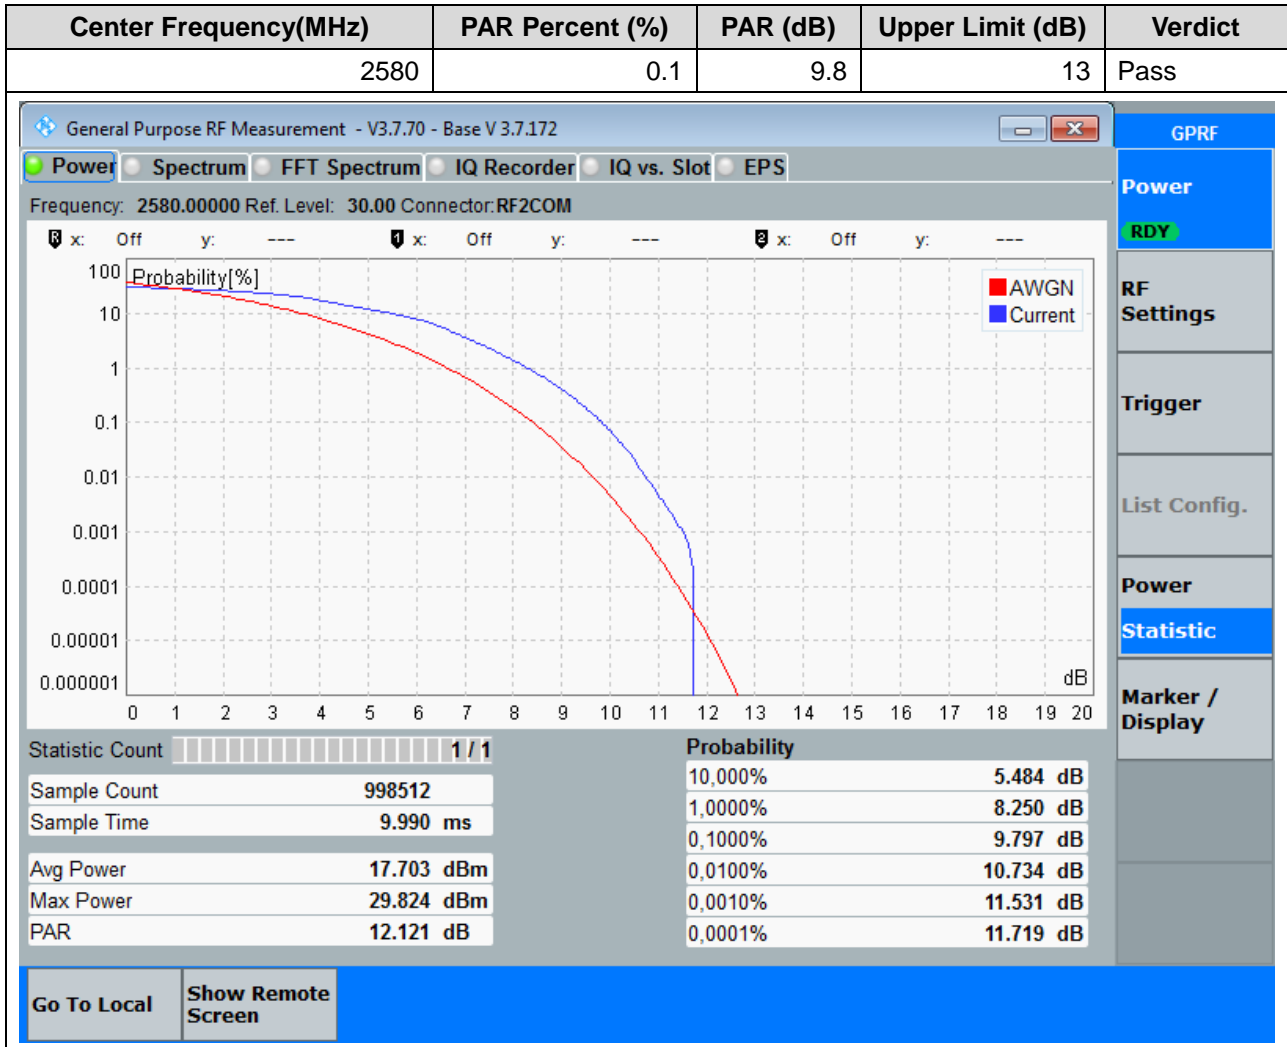 Center Frequency(MHz) PAR Percent (%) PAR (dB) Upper Limit (dB) Verdict
2580 0.1 9.8 13 Pass
General Purpose RF Measurement - V3.7.70 - Base V 3.7.172
GPRF
Power Spectrum FFT Spectrum IQ Recorder IQ vs. Slot EPS
Power
RDY
Frequency: 2580.00000 Ref. Level: 30.00 Connector:RF2COM
R x: Off y: --- 1 x: Off y: --- 2 x: Off y: ---
Probability[%]
AWGN
Current
100
10
1
0.1
0.01
0.001
0.0001
0.00001
0.000001
dB
0 1 2 3 4 5 6 7 8 9 10 11 12 13 14 15 16 17 18 19 20
RF
Settings
Trigger
List Config.
Power
Statistic
Marker /
Display
Statistic Count 1 / 1
Sample Count 998512
Sample Time 9.990 ms
Avg Power 17.703 dBm
Max Power 29.824 dBm
PAR 12.121 dB
Probability
10,000% 5.484 dB
1,0000% 8.250 dB
0,1000% 9.797 dB
0,0100% 10.734 dB
0,0010% 11.531 dB
0,0001% 11.719 dB
Go To Local
Show Remote
Screen